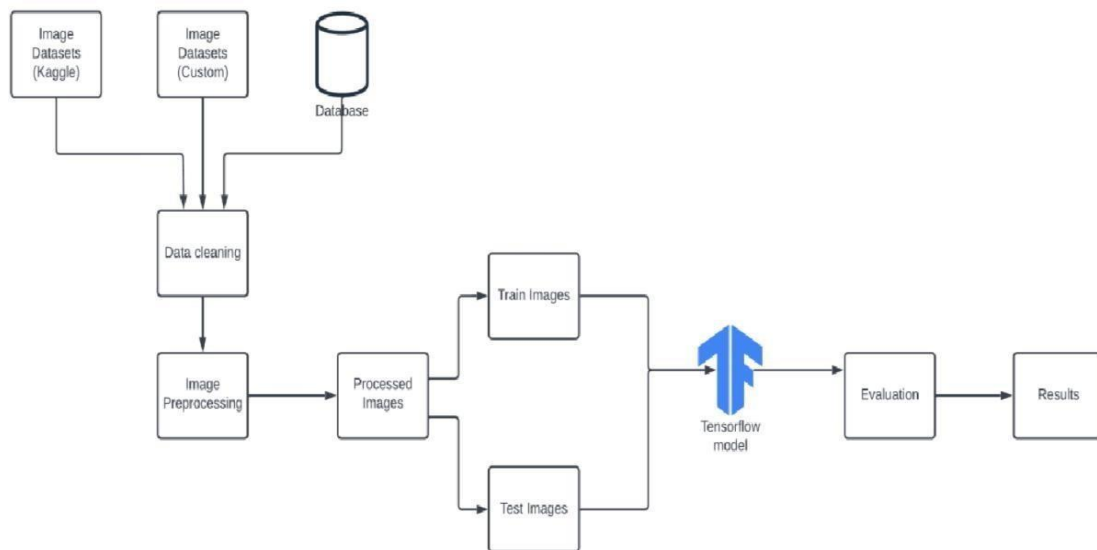 Image
Datasets
(Kaggle)
Image
Datasets
(Custom)
Database
Data cleaning
Train Images
Image
Preprocessing
Processed
Images
Tensorflow
model
Evaluation
Results
Test Images